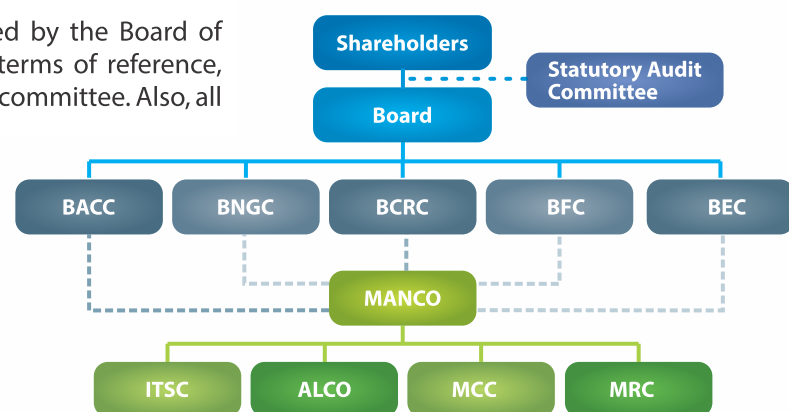 ed by the Board of
terms of reference,
committee. Also, all
Shareholders
Statutory Audit
Committee
Board
BACC
BNGC
BCRC
BFC
BEC
MANCO
ITSC
ALCO
MCC
MRC